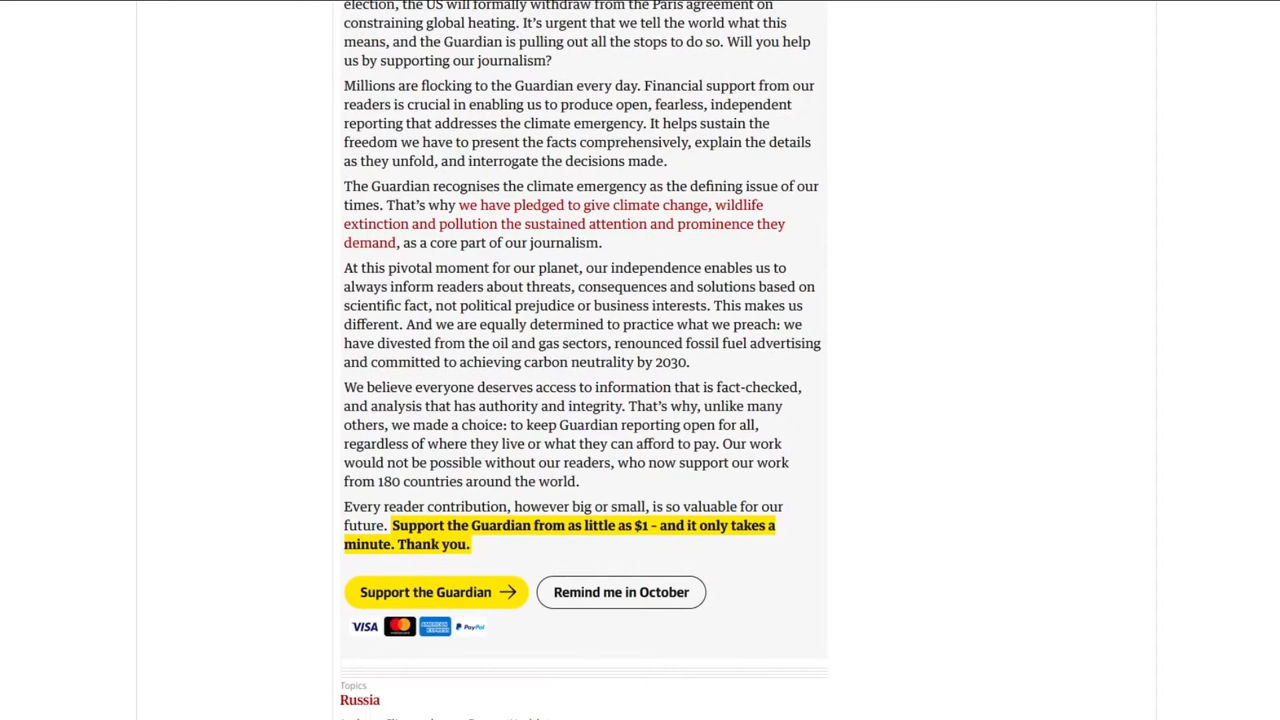 election, the US will formally withdraw from the Paris agreement on
constraining global heating. It’s urgent that we tell the world what this
means, and the Guardian is pulling out all the stops to do so. Will you help
us by supporting our journalism?
Millions are flocking to the Guardian every day. Financial support from our
readers is crucial in enabling us to produce open, fearless, independent
reporting that addresses the climate emergency. It helps sustain the
freedom we have to present the facts comprehensively, explain the details
as they unfold, and interrogate the decisions made.
The Guardian recognises the climate emergency as the defining issue of our
times. That’s why we have pledged to give climate change, wildlife
extinction and pollution the sustained attention and prominence they
demand, as a core part of our journalism.
At this pivotal moment for our planet, our independence enables us to
always inform readers about threats, consequences and solutions based on
scientific fact, not political prejudice or business interests. This makes us
different. And we are equally determined to practice what we preach: we
have divested from the oil and gas sectors, renounced fossil fuel advertising
and committed to achieving carbon neutrality by 2030.
We believe everyone deserves access to information that is fact-checked,
and analysis that has authority and integrity. That’s why, unlike many
others, we made a choice: to keep Guardian reporting open for all,
regardless of where they live or what they can afford to pay. Our work
would not be possible without our readers, who now support our work
from 180 countries around the world.
Every reader contribution, however big or small, is so valuable for our
future. Support the Guardian from as little as $1 – and it only takes a
minute. Thank you.
Support the Guardian Remind me in October
VISA AMERICAN EXPRESS PayPal
Topics
Russia